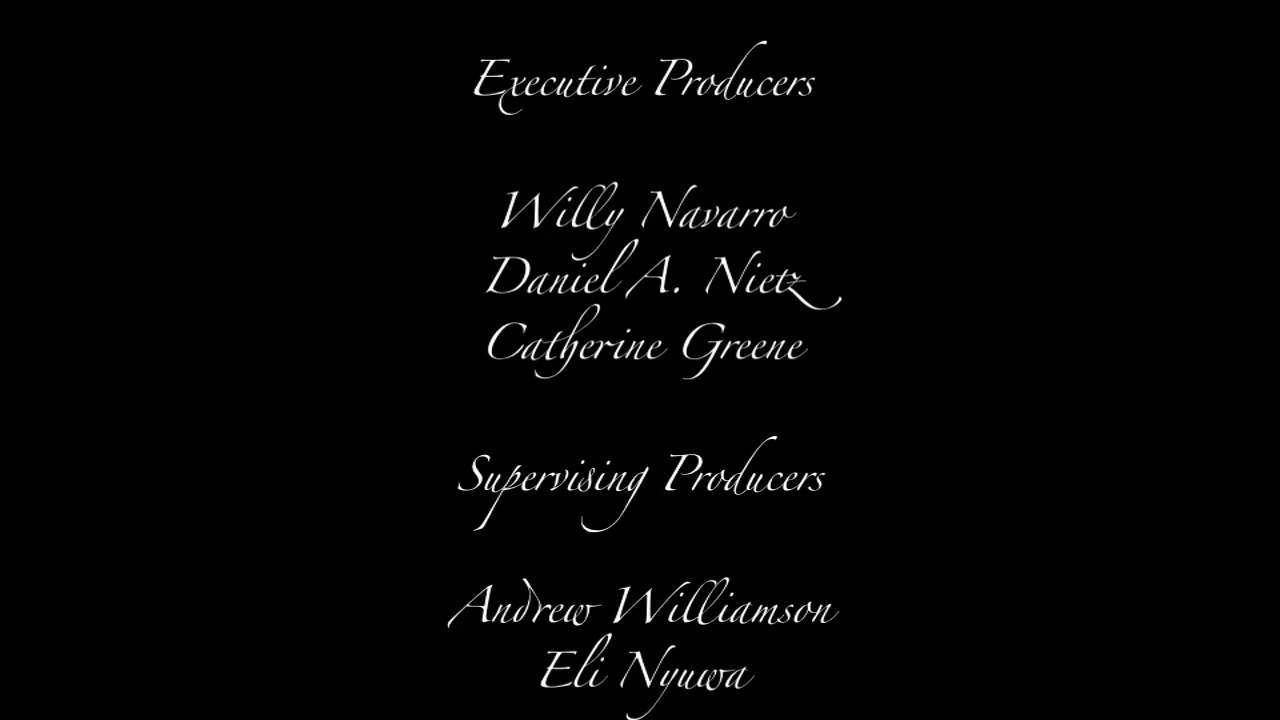 Executive Producers
Willy Navarro
Daniel A. Nietz
Catherine Greene
Supervising Producers
Andrew Williamson
Eli Nyuwa